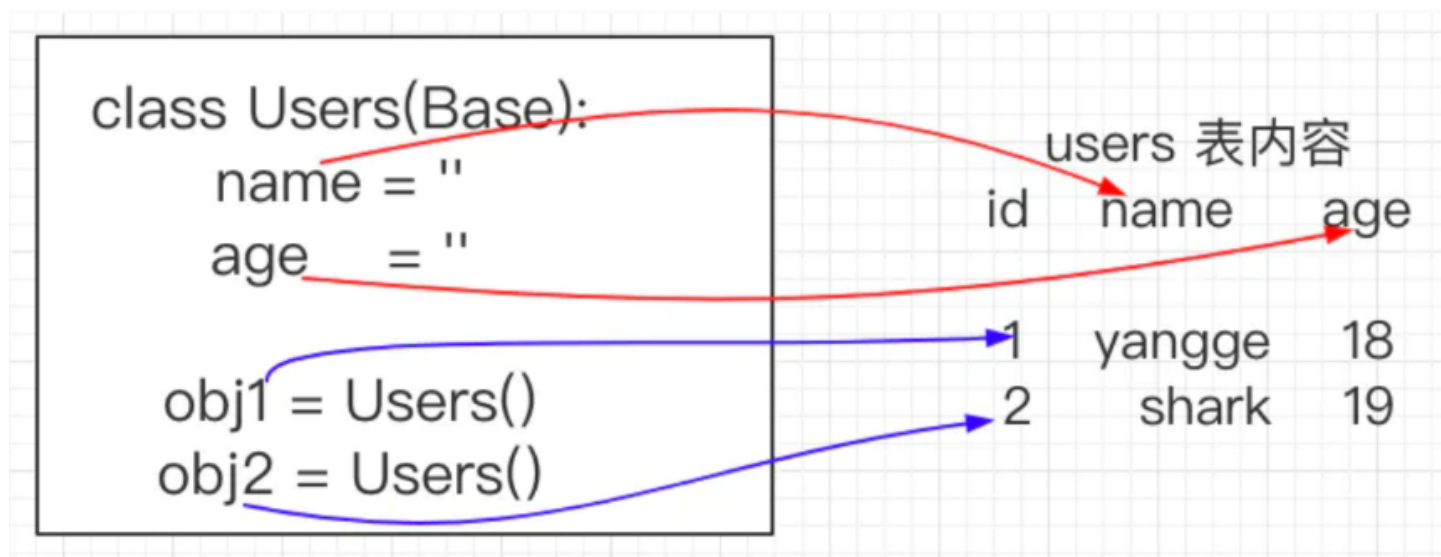 class Users(Base):
name = ''
age = ''
obj1 = Users()
obj2 = Users()
users 表内容
id name age
1 yangge 18
2 shark 19